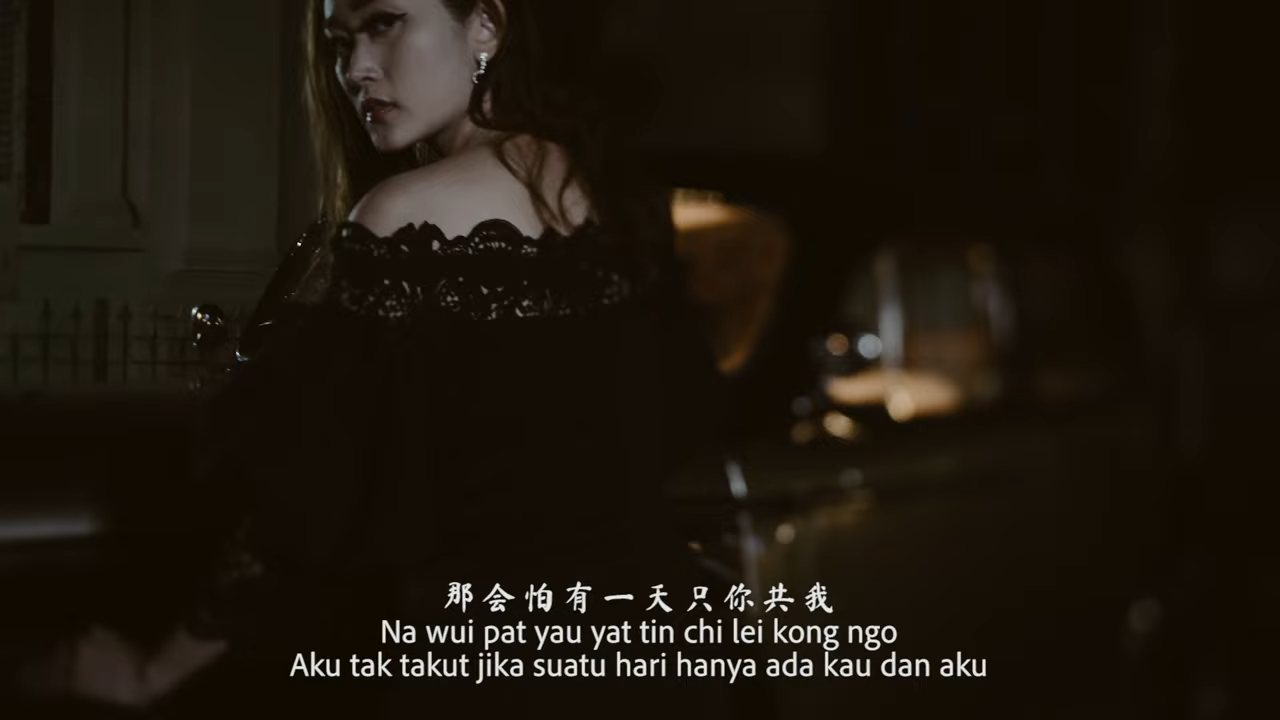 那会怕有一天只你共我
Na wui pat yau yat tin chi lei kong ngo
Aku tak takut jika suatu hari hanya ada kau dan aku